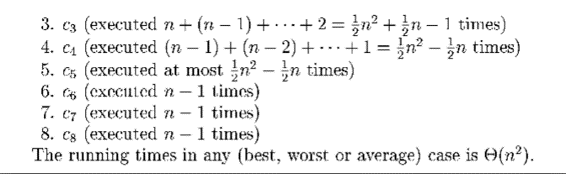 3. c₃ (executed n + (n − 1) + ⋯ + 2 = ½n² + ½n − 1 times)
4. c₄ (executed (n − 1) + (n − 2) + ⋯ + 1 = ½n² − ½n times)
5. c₅ (executed at most ½n² − ½n times)
6. c₆ (executed n − 1 times)
7. c₇ (executed n − 1 times)
8. c₈ (executed n − 1 times)
The running times in any (best, worst or average) case is Θ(n²).